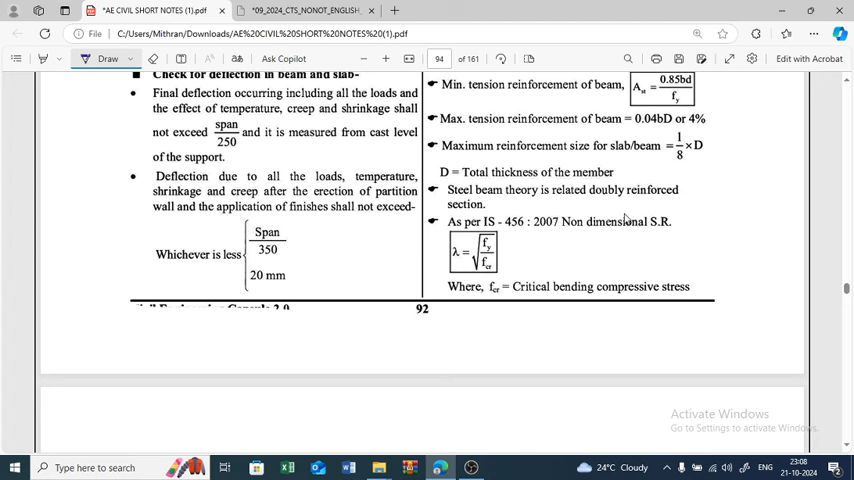 *AE CIVIL SHORT NOTES (1).pdf
*09_2024_CTS_NONOT_ENGLISH_
File
C:/Users/Mithran/Downloads/AE%20CIVIL%20SHORT%20NOTES%20(1).pdf
Draw
Ask Copilot
94 of 161
Edit with Acrobat
Check for deflection in beam and slab-
• Final deflection occurring including all the loads and
the effect of temperature, creep and shrinkage shall
not exceed span/250 and it is measured from cast level
of the support.
• Deflection due to all the loads, temperature,
shrinkage and creep after the erection of partition
wall and the application of finishes shall not exceed-
Whichever is less { Span/350
20 mm
Min. tension reinforcement of beam, A_st = 0.85bd/f_y
Max. tension reinforcement of beam = 0.04bD or 4%
Maximum reinforcement size for slab/beam = 1/8 × D
D = Total thickness of the member
Steel beam theory is related doubly reinforced
section.
As per IS - 456 : 2007 Non dimensional S.R.
λ = √(f_y/f_cr)
Where, f_cr = Critical bending compressive stress
92
Activate Windows
Go to Settings to activate Windows.
Type here to search
24°C Cloudy
ENG
23:08
21-10-2024
2